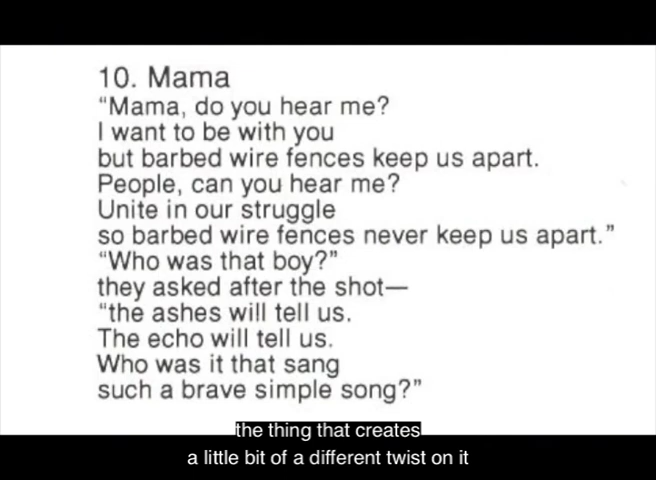 10. Mama
“Mama, do you hear me?
I want to be with you
but barbed wire fences keep us apart.
People, can you hear me?
Unite in our struggle
so barbed wire fences never keep us apart.”
“Who was that boy?”
they asked after the shot—
“the ashes will tell us.
The echo will tell us.
Who was it that sang
such a brave simple song?”
the thing that creates
a little bit of a different twist on it